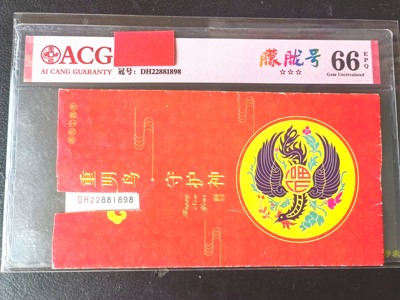 ACG
AI CANG GUARANTY
冠号: DH22881898
朦胧号
☆☆☆
66 EPQ
Gem Uncirculated
重明鸟·守护神
Happy
New
Year
DH22881898
福